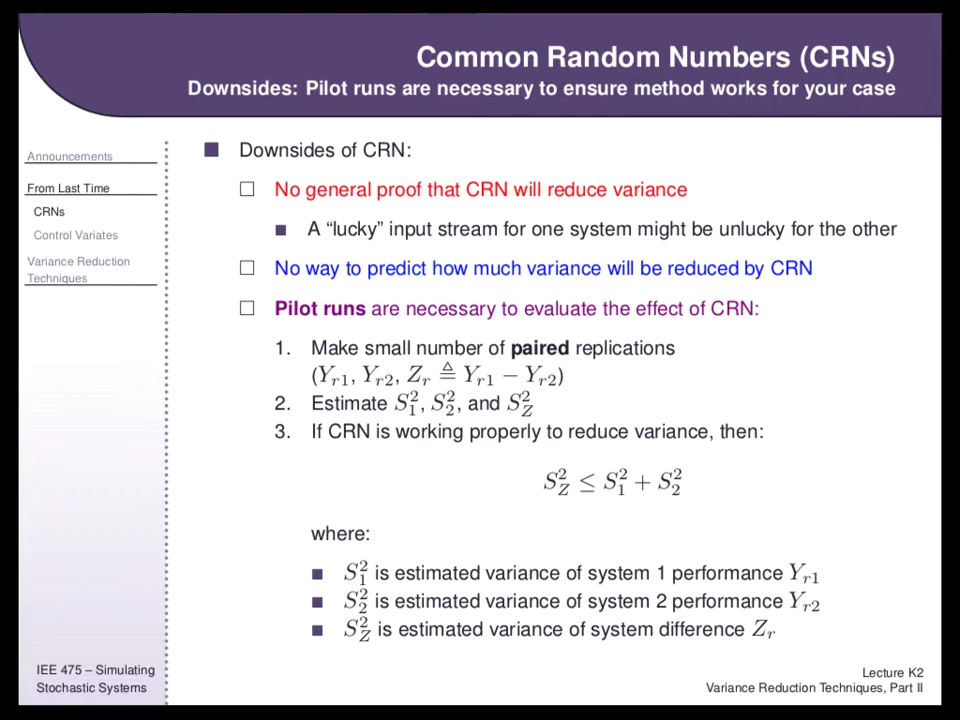 Common Random Numbers (CRNs)
Downsides: Pilot runs are necessary to ensure method works for your case
Announcements
From Last Time
CRNs
Control Variates
Variance Reduction
Techniques
Downsides of CRN:
No general proof that CRN will reduce variance
A “lucky” input stream for one system might be unlucky for the other
No way to predict how much variance will be reduced by CRN
Pilot runs are necessary to evaluate the effect of CRN:
1. Make small number of paired replications
(Y_{r1}, Y_{r2}, Z_r ≜ Y_{r1} − Y_{r2})
2. Estimate S_1^2, S_2^2, and S_Z^2
3. If CRN is working properly to reduce variance, then:
S_Z^2 ≤ S_1^2 + S_2^2
where:
S_1^2 is estimated variance of system 1 performance Y_{r1}
S_2^2 is estimated variance of system 2 performance Y_{r2}
S_Z^2 is estimated variance of system difference Z_r
IEE 475 – Simulating
Stochastic Systems
Lecture K2
Variance Reduction Techniques, Part II